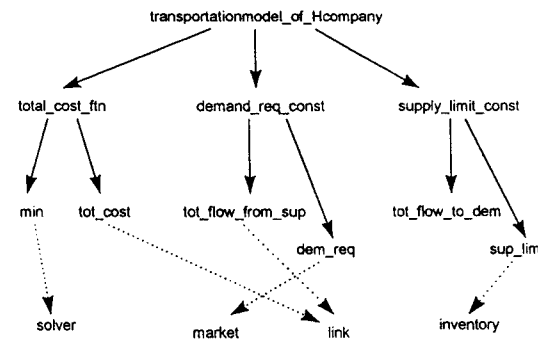 transportationmodel_of_Hcompany
total_cost_ftn demand_req_const supply_limit_const
min tot_cost tot_flow_from_sup tot_flow_to_dem
dem_req sup_lim
solver market link inventory